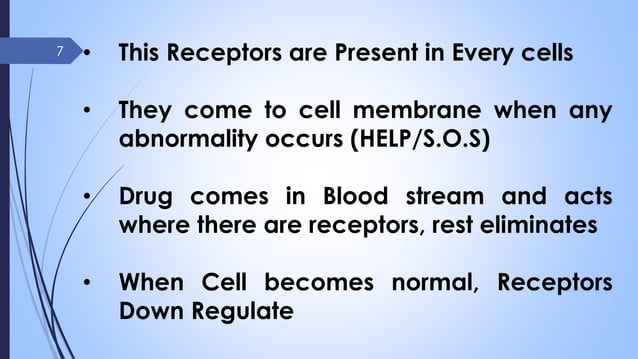 7
• This Receptors are Present in Every cells
• They come to cell membrane when any
abnormality occurs (HELP/S.O.S)
• Drug comes in Blood stream and acts
where there are receptors, rest eliminates
• When Cell becomes normal, Receptors
Down Regulate